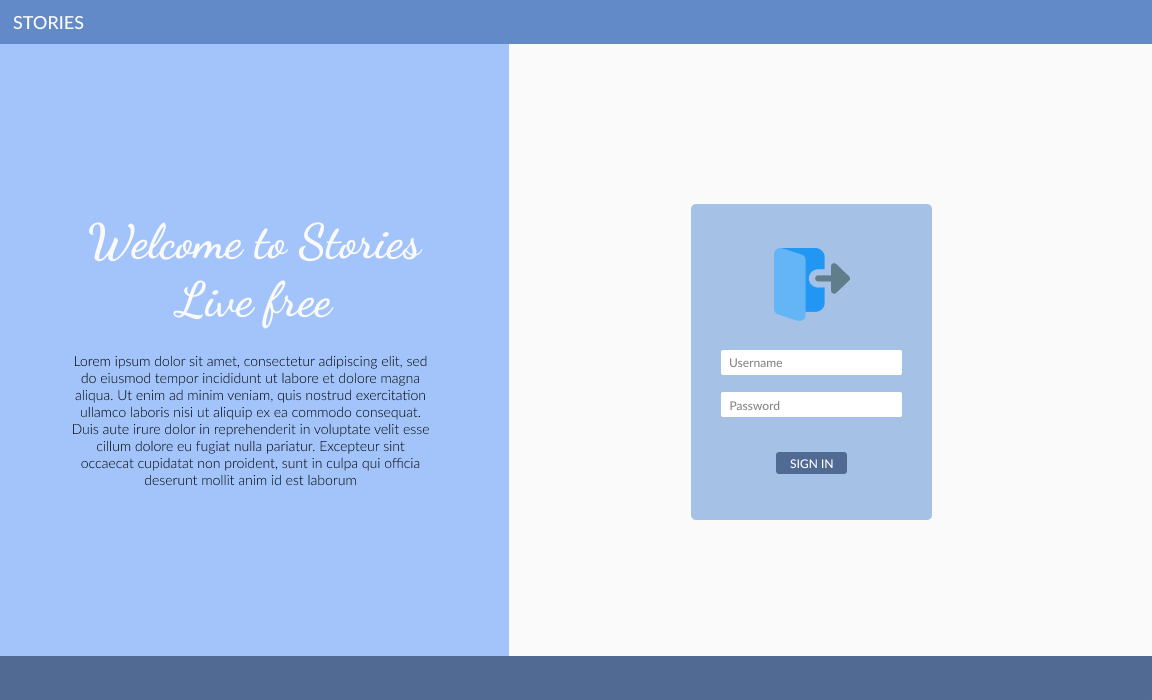 STORIES
Welcome to Stories
Live free
Lorem ipsum dolor sit amet, consectetur adipiscing elit, sed
do eiusmod tempor incididunt ut labore et dolore magna
aliqua. Ut enim ad minim veniam, quis nostrud exercitation
ullamco laboris nisi ut aliquip ex ea commodo consequat.
Duis aute irure dolor in reprehenderit in voluptate velit esse
cillum dolore eu fugiat nulla pariatur. Excepteur sint
occaecat cupidatat non proident, sunt in culpa qui officia
deserunt mollit anim id est laborum
Username
Password
SIGN IN